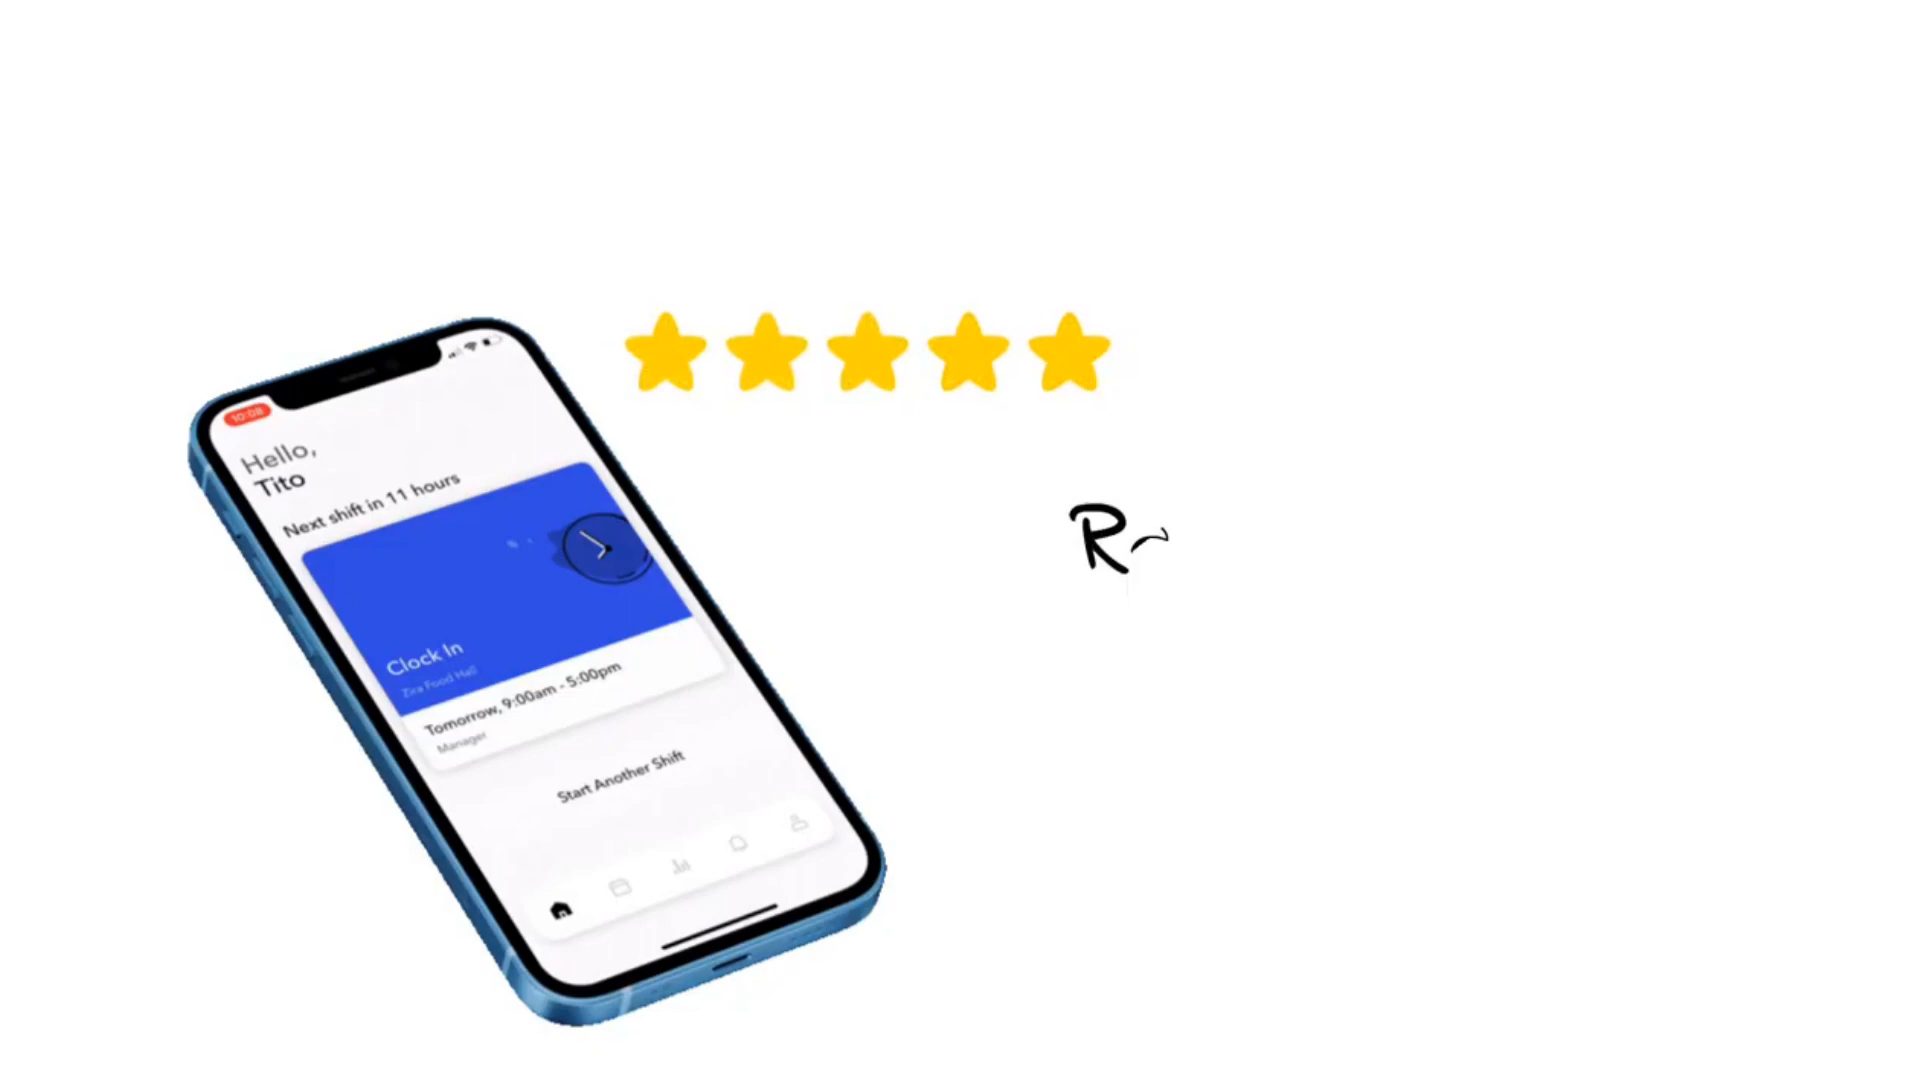 10:08
Hello,
Tito
Next shift in 11 hours
Clock In
Zira Food Hall
Tomorrow, 9:00am - 5:00pm
Manager
Start Another Shift
R